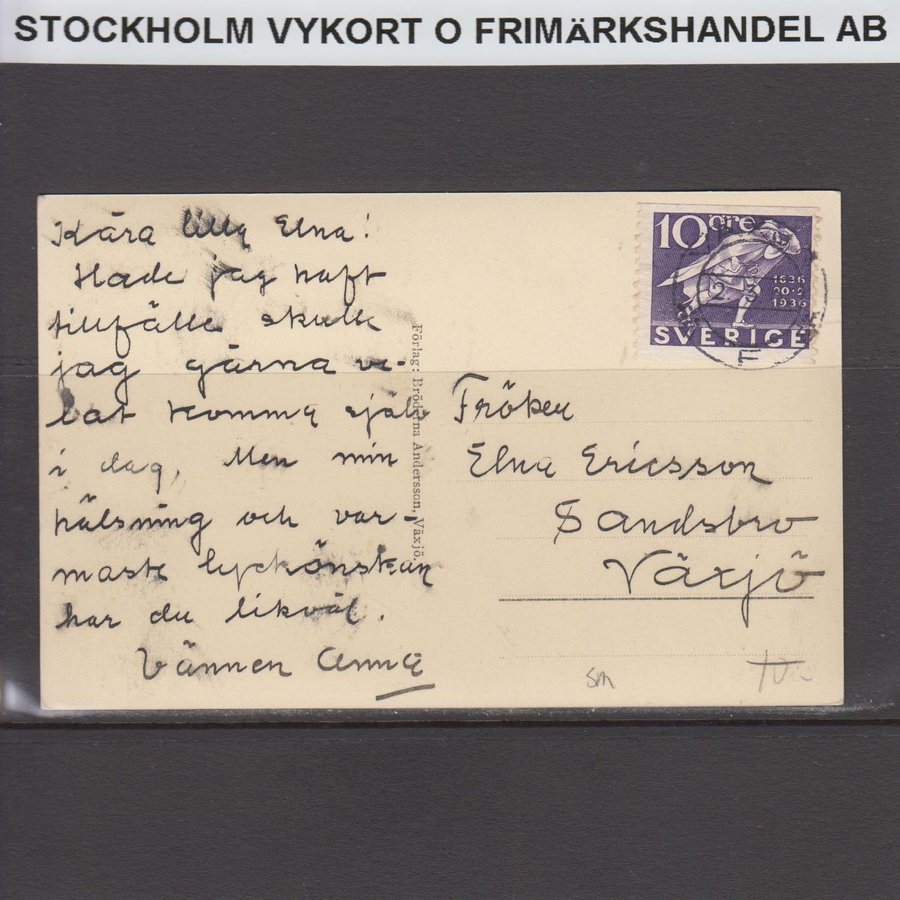 STOCKHOLM VYKORT O FRIMÄRKSHANDEL AB
Kära lilla Elna!
Hade jag haft
tillfälle skulle
jag gärna ve-
lat komma själv
i dag, Men min
hälsning och var-
maste lyckönskan
har du likväl.
Vännen Anna
Förlag: Bröderna Andersson, Växjö.
10 öre
1636
20-2
1936
SVERIGE
Fröken
Elna Ericsson
Sandsbro
Växjö
sm